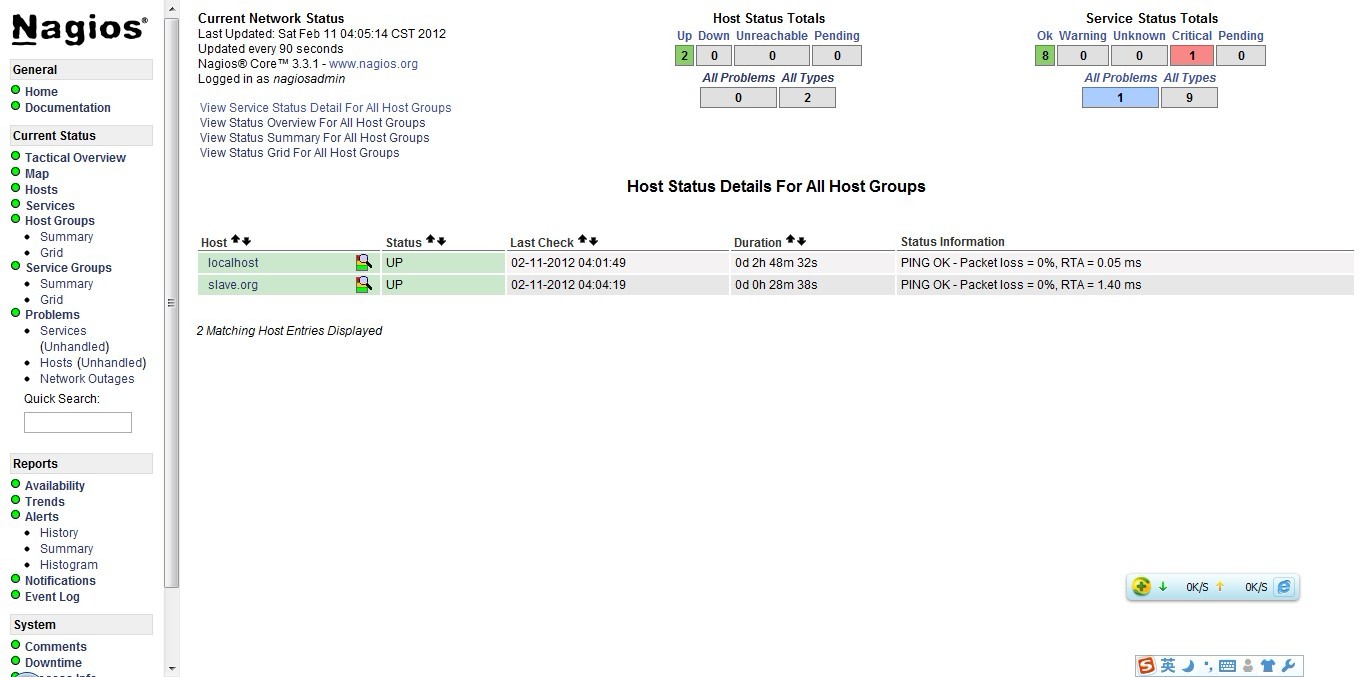 Nagios®
General
Home
Documentation
Current Status
Tactical Overview
Map
Hosts
Services
Host Groups
Summary
Grid
Service Groups
Summary
Grid
Problems
Services
(Unhandled)
Hosts (Unhandled)
Network Outages
Quick Search:
Reports
Availability
Trends
Alerts
History
Summary
Histogram
Notifications
Event Log
System
Comments
Downtime
Current Network Status
Last Updated: Sat Feb 11 04:05:14 CST 2012
Updated every 90 seconds
Nagios® Core™ 3.3.1 - www.nagios.org
Logged in as nagiosadmin
View Service Status Detail For All Host Groups
View Status Overview For All Host Groups
View Status Summary For All Host Groups
View Status Grid For All Host Groups
Host Status Totals
Up Down Unreachable Pending
2 0 0 0
All Problems All Types
0 2
Service Status Totals
Ok Warning Unknown Critical Pending
8 0 0 1 0
All Problems All Types
1 9
Host Status Details For All Host Groups
Host Status Last Check Duration Status Information
localhost UP 02-11-2012 04:01:49 0d 2h 48m 32s PING OK - Packet loss = 0%, RTA = 0.05 ms
slave.org UP 02-11-2012 04:04:19 0d 0h 28m 38s PING OK - Packet loss = 0%, RTA = 1.40 ms
2 Matching Host Entries Displayed
0K/S 0K/S
S 英